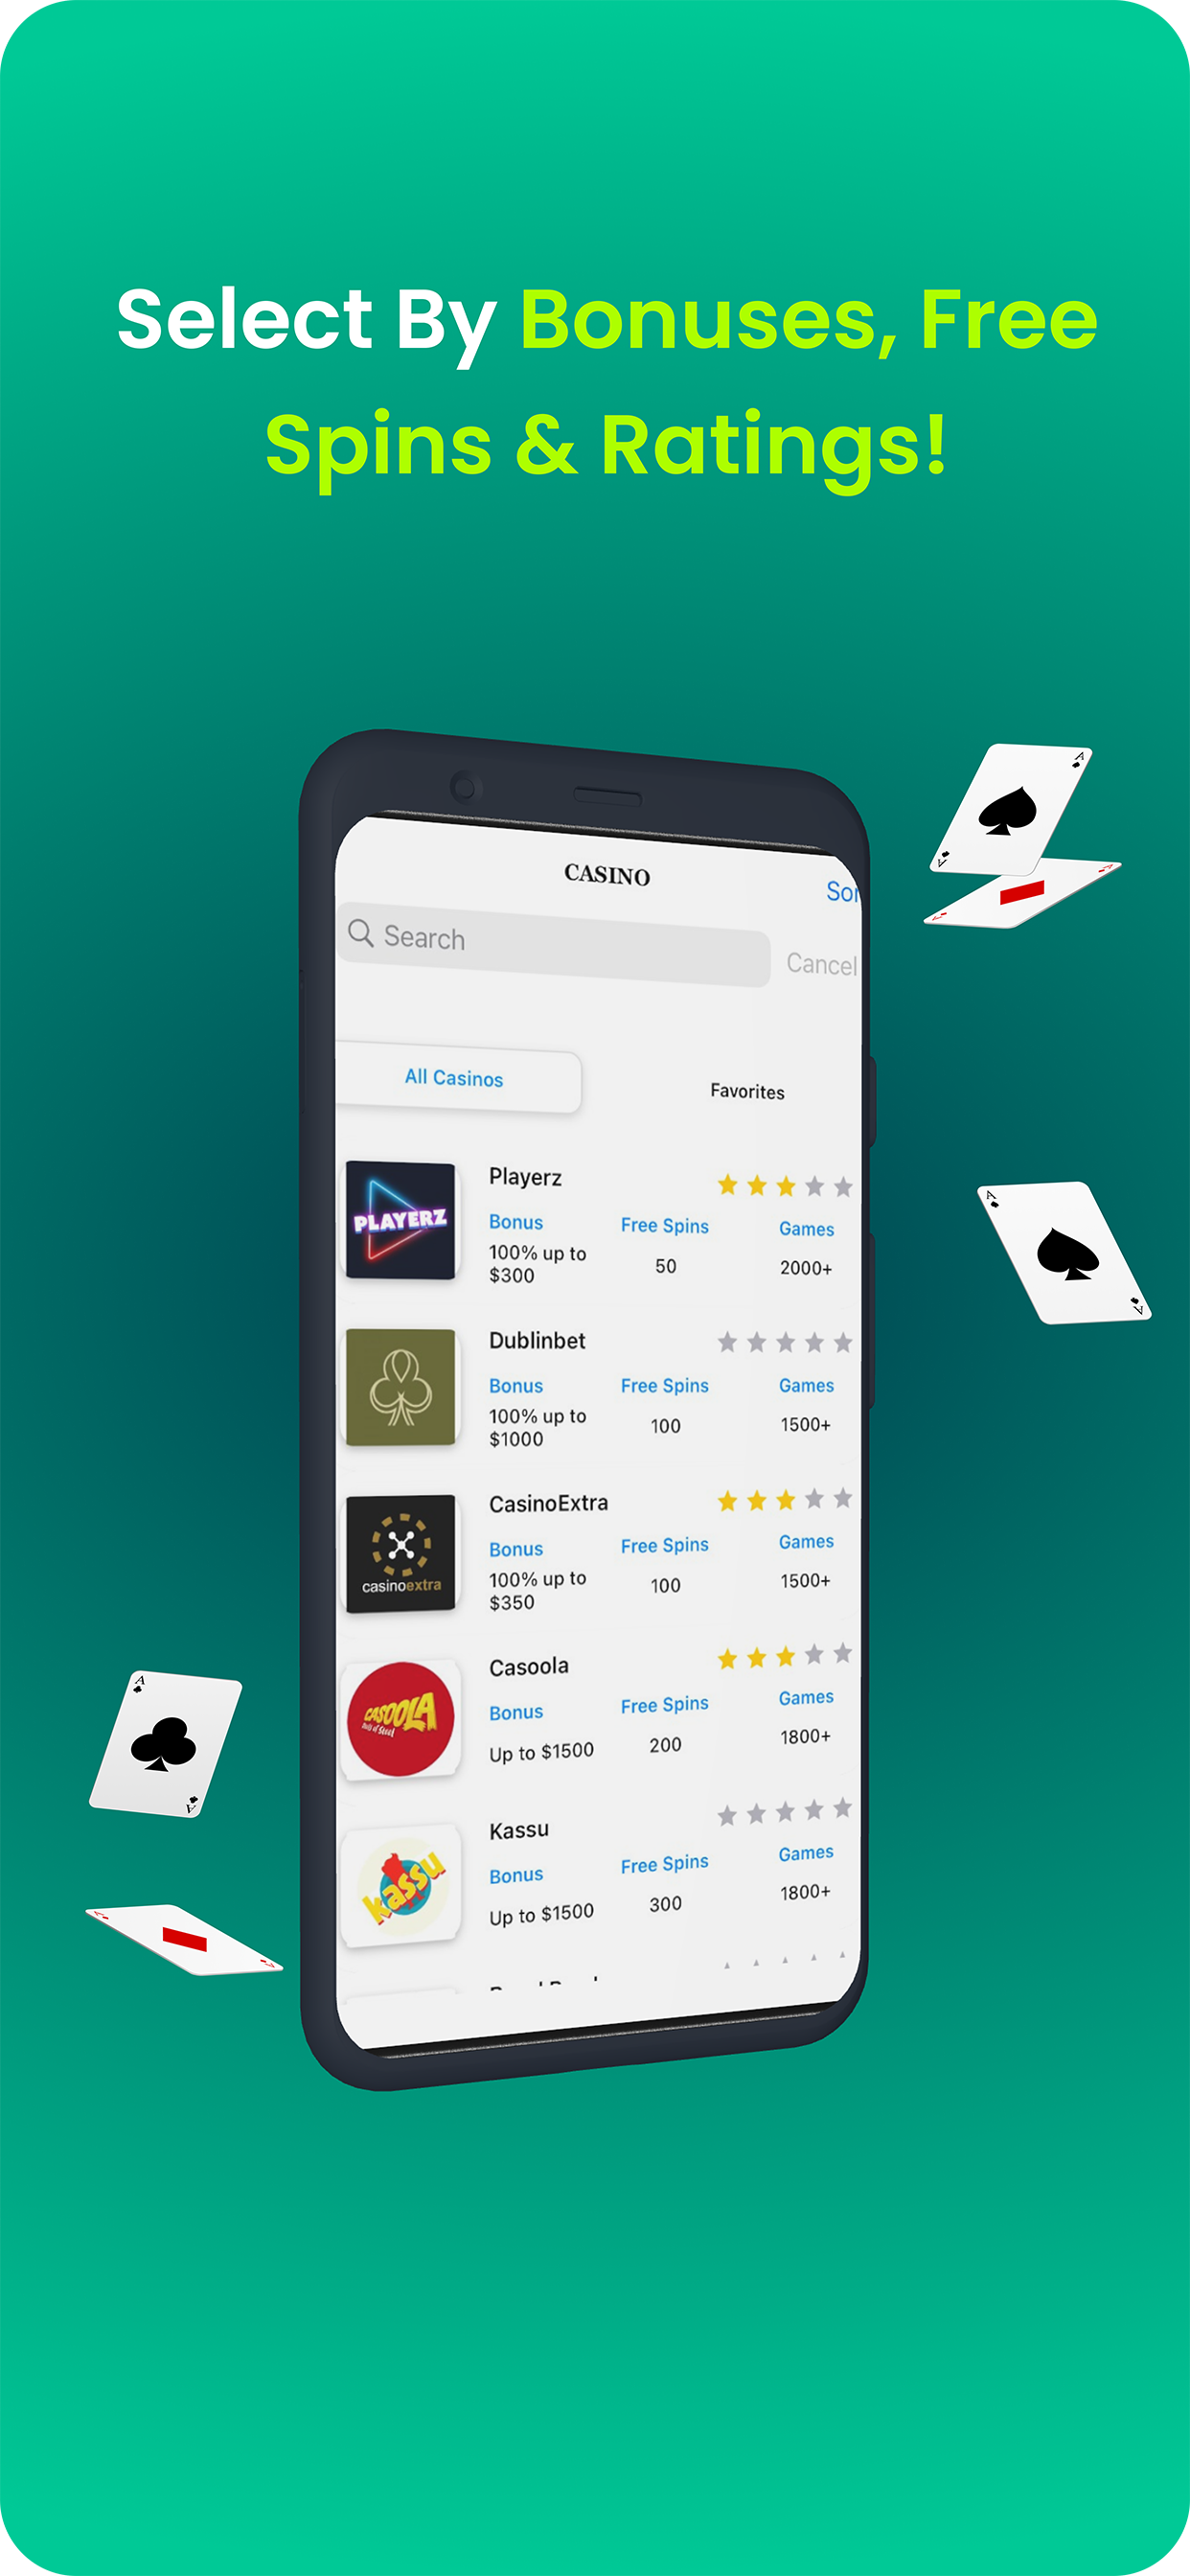 Select By Bonuses, Free
Spins & Ratings!
CASINO
Search
Cancel
All Casinos
Favorites
PLAYERZ
Playerz
Bonus
Free Spins
Games
100% up to
$300
50
2000+
Dublinbet
Bonus
Free Spins
Games
100% up to
$1000
100
1500+
casinoextra
CasinoExtra
Bonus
Free Spins
Games
100% up to
$350
100
1500+
CASOOLA
Casoola
Bonus
Free Spins
Games
Up to $1500
200
1800+
kassu
Kassu
Bonus
Free Spins
Games
Up to $1500
300
1800+
A
A
A
A
A
A